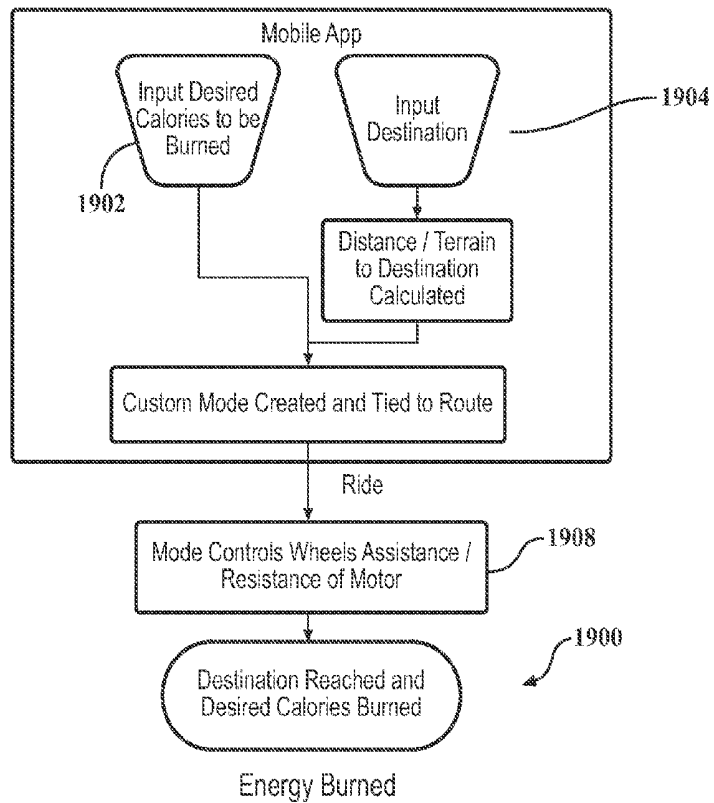 Mobile App
Input Desired
Calories to be
Burned
1902
Input
Destination
1904
Distance / Terrain
to Destination
Calculated
Custom Mode Created and Tied to Route
Ride
Mode Controls Wheels Assistance /
Resistance of Motor
1908
1900
Destination Reached and
Desired Calories Burned
Energy Burned